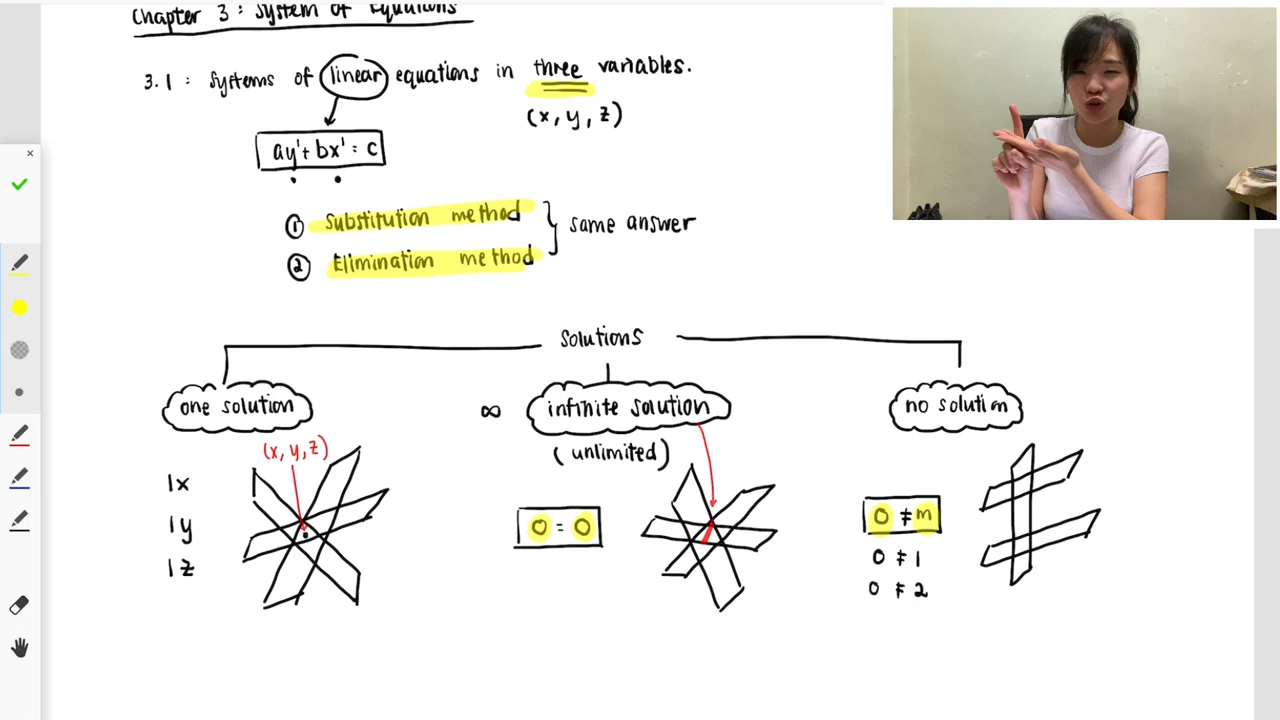 Chapter 3 : System of Equations
3.1 : Systems of linear equations in three variables.
(x, y, z)
ay¹ + bx¹ = c
① Substitution method
② Elimination method
same answer
solutions
one solution
∞ infinite solution
no solution
(x, y, z)
(unlimited)
1x
1y
1z
0 = 0
0 ≠ m
0 ≠ 1
0 ≠ 2